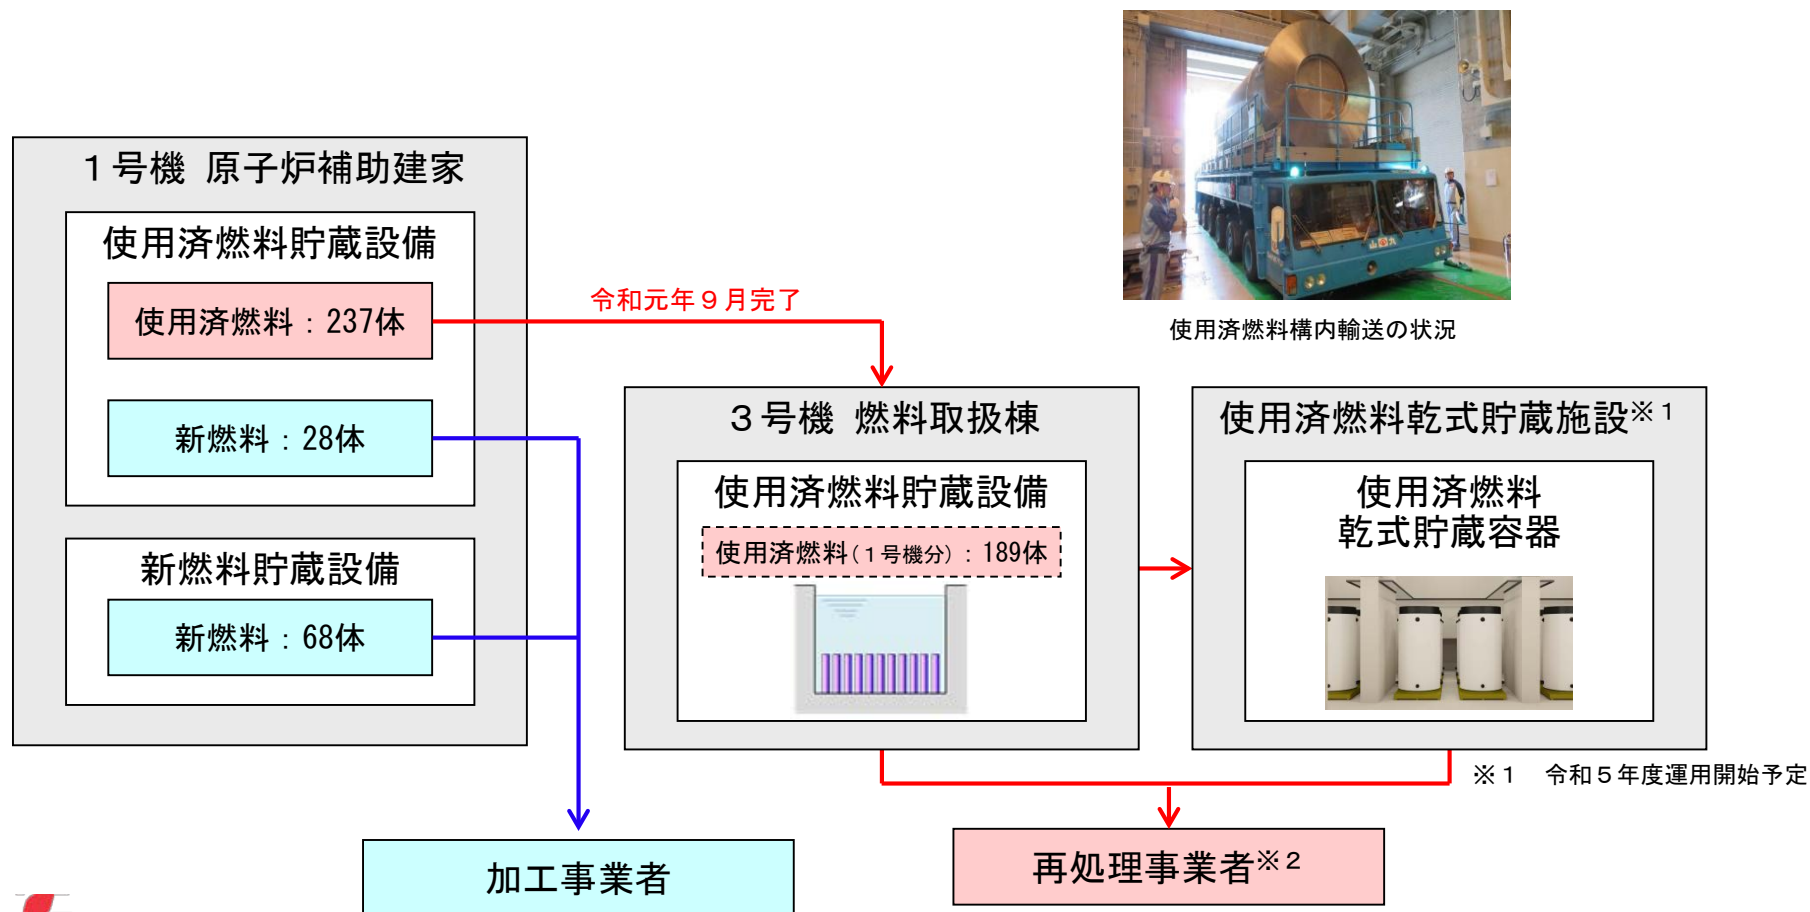 １号機 原子炉補助建家
使用済燃料貯蔵設備
使用済燃料：237体
新燃料：28体
新燃料貯蔵設備
新燃料：68体
令和元年９月完了
山九
使用済燃料構内輸送の状況
３号機 燃料取扱棟
使用済燃料貯蔵設備
使用済燃料(１号機分)：189体
使用済燃料乾式貯蔵施設※１
使用済燃料
乾式貯蔵容器
※１　令和５年度運用開始予定
加工事業者
再処理事業者※２